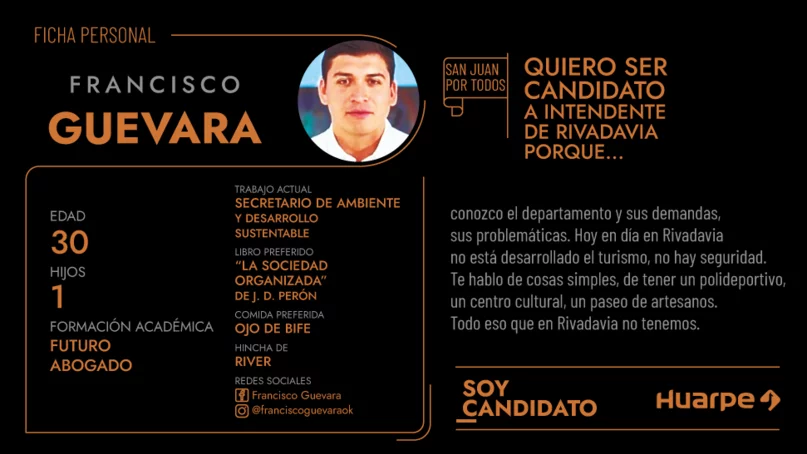 FICHA PERSONAL
FRANCISCO
GUEVARA
EDAD
30
HIJOS
1
FORMACIÓN ACADÉMICA
FUTURO
ABOGADO
TRABAJO ACTUAL
SECRETARIO DE AMBIENTE
Y DESARROLLO
SUSTENTABLE
LIBRO PREFERIDO
“LA SOCIEDAD
ORGANIZADA”
DE J. D. PERÓN
COMIDA PREFERIDA
OJO DE BIFE
HINCHA DE
RIVER
REDES SOCIALES
Francisco Guevara
@franciscoguevaraok
SAN JUAN
POR TODOS
QUIERO SER
CANDIDATO
A INTENDENTE
DE RIVADAVIA
PORQUE...
conozco el departamento y sus demandas,
sus problemáticas. Hoy en día en Rivadavia
no está desarrollado el turismo, no hay seguridad.
Te hablo de cosas simples, de tener un polideportivo,
un centro cultural, un paseo de artesanos.
Todo eso que en Rivadavia no tenemos.
SOY
CANDIDATO
Huarpe